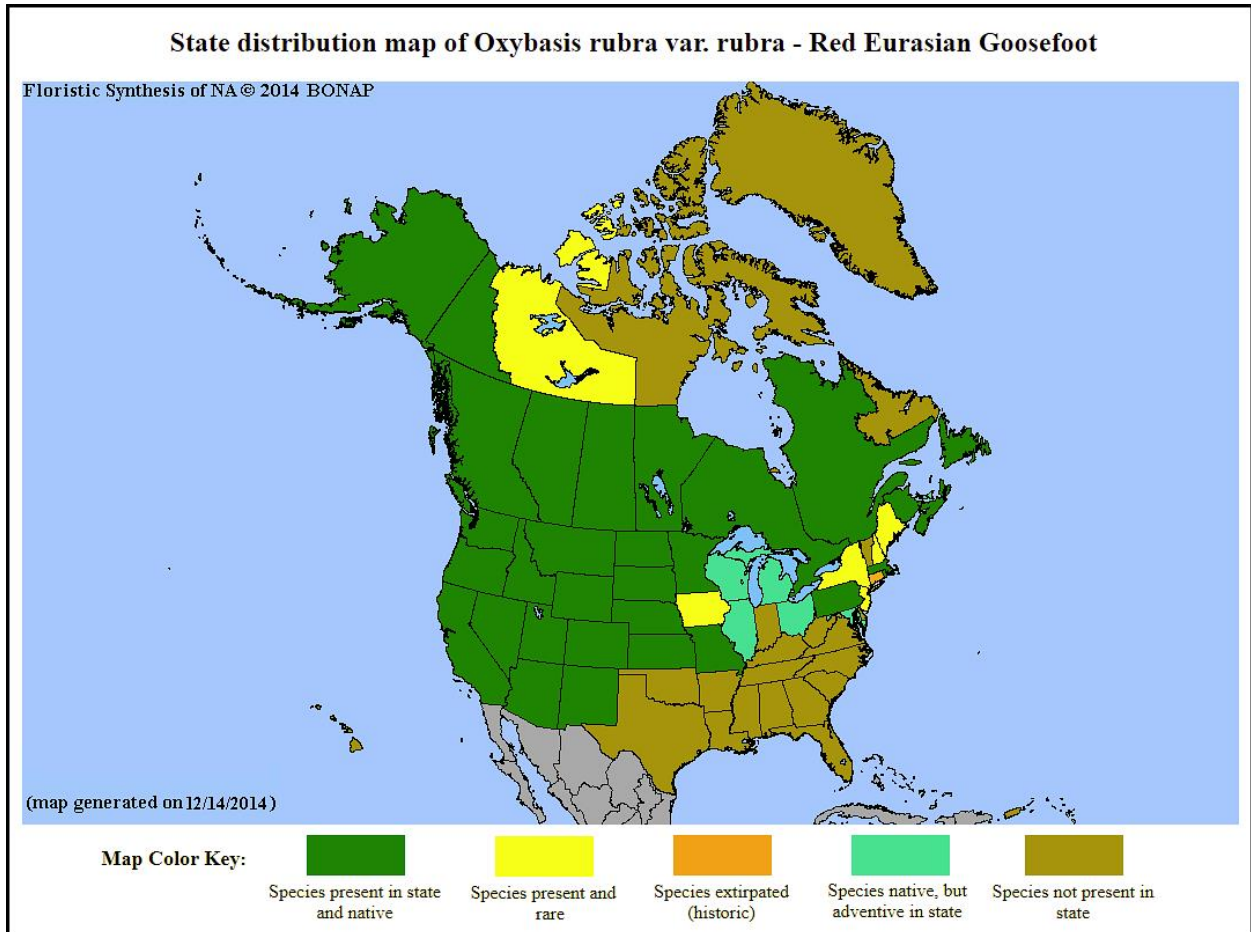 State distribution map of Oxybasis rubra var. rubra - Red Eurasian Goosefoot
Floristic Synthesis of NA © 2014 BONAP
(map generated on 12/14/2014 )
Map Color Key:
Species present in state
and native
Species present and
rare
Species extirpated
(historic)
Species native, but
adventive in state
Species not present in
state